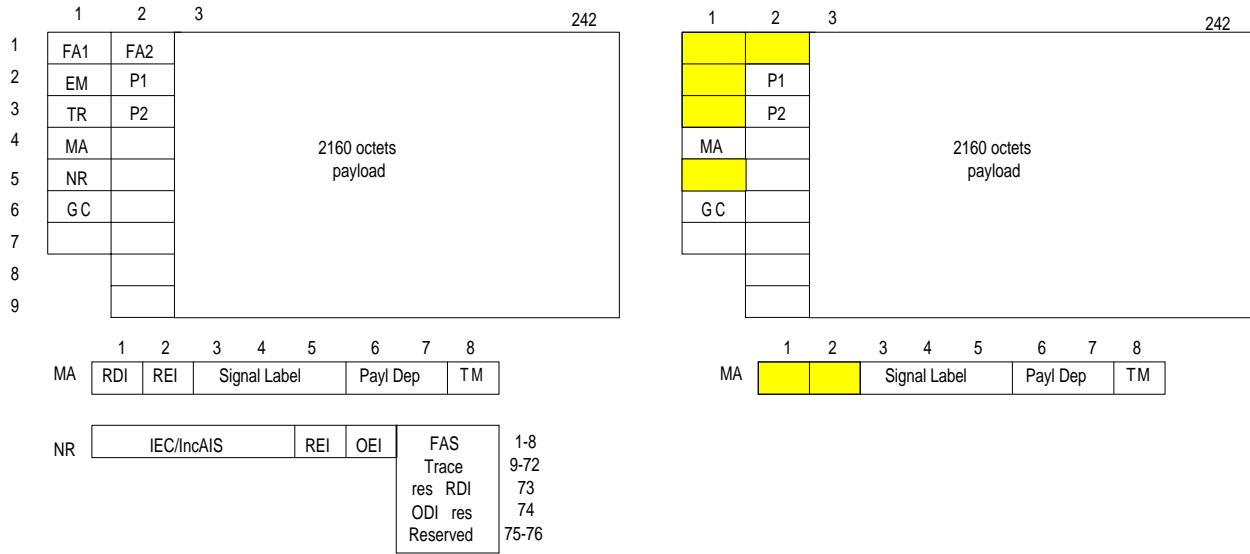 1 2 3 242
1 FA1 FA2
2 EM P1
3 TR P2
4 MA
5 NR
6 GC
7
8
9
2160 octets
payload
1 2 3 4 5 6 7 8
MA RDI REI Signal Label Payl Dep TM
NR IEC/IncAIS REI OEI FAS 1-8
Trace 9-72
res RDI 73
ODI res 74
Reserved 75-76
1 2 3 242
P1
P2
MA
GC
2160 octets
payload
1 2 3 4 5 6 7 8
MA Signal Label Payl Dep TM